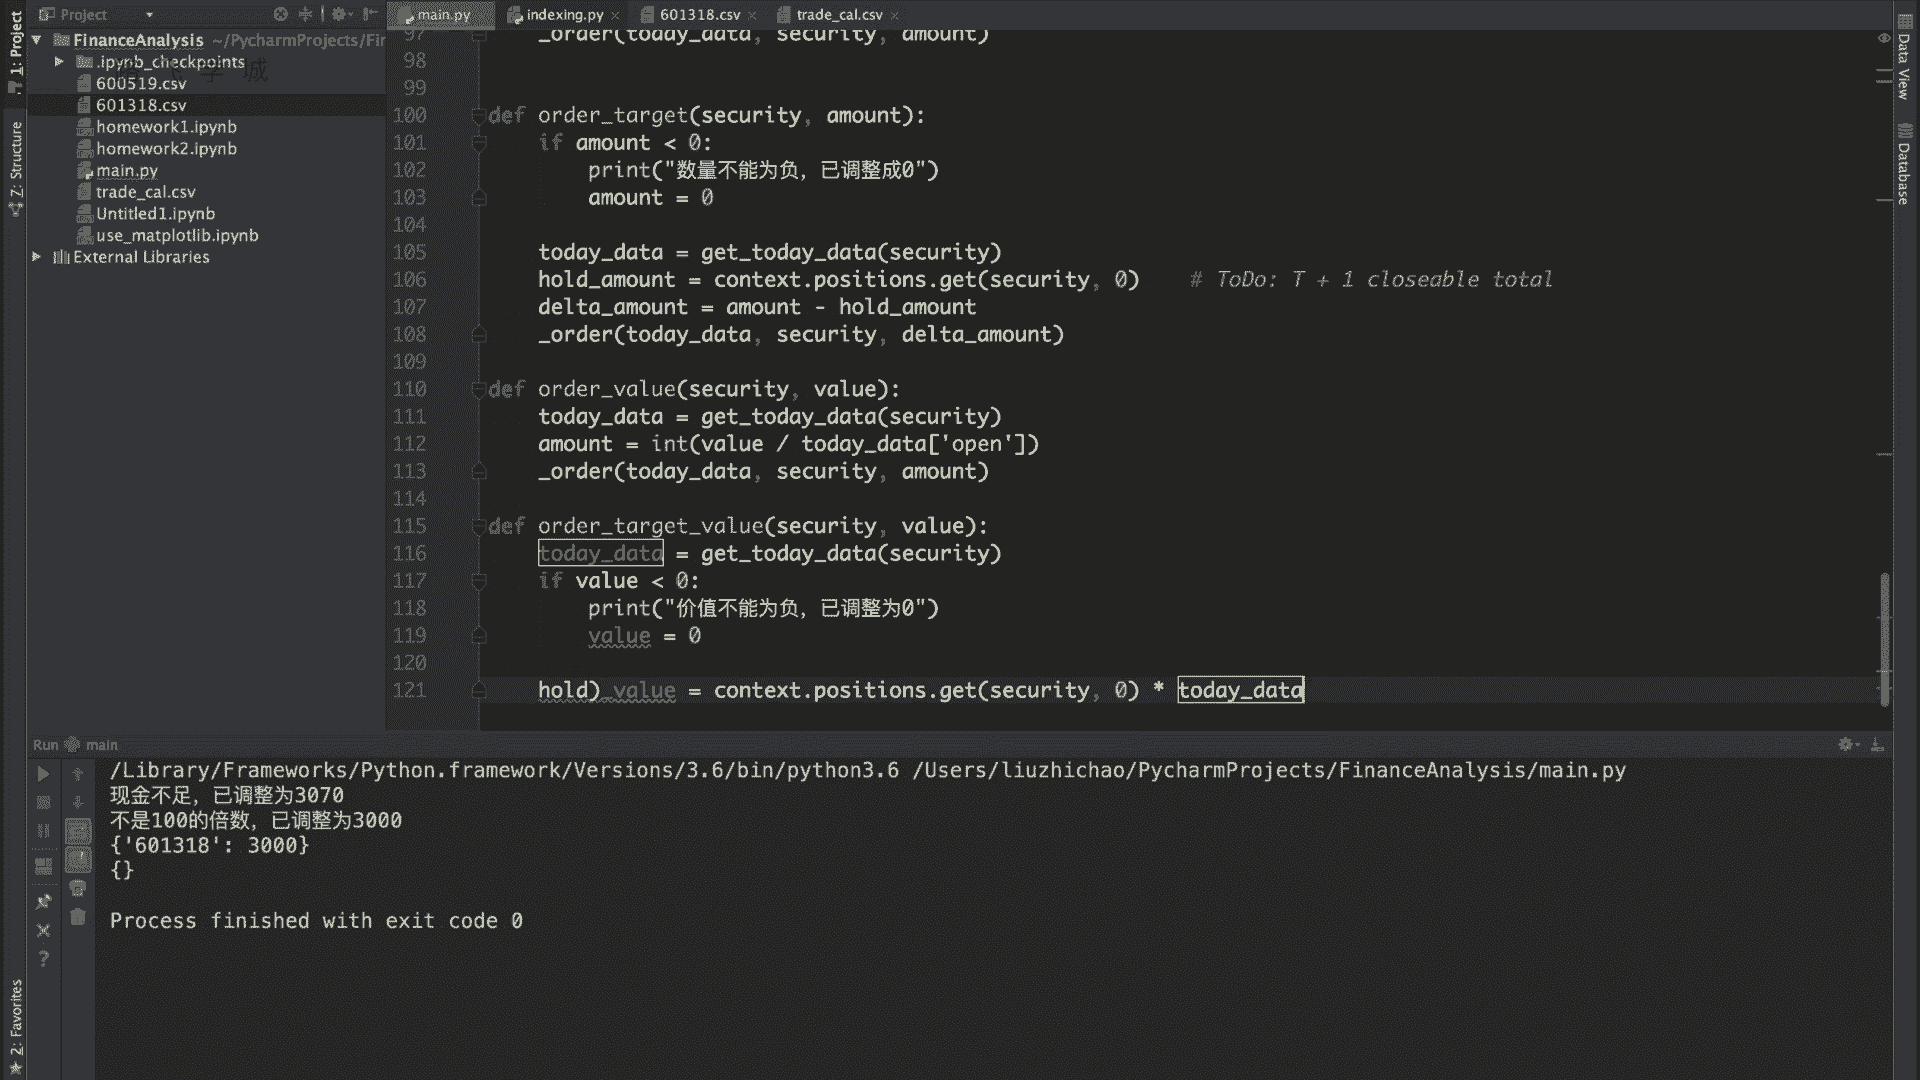 1: Project
Project
main.py
indexing.py
601318.csv
trade_cal.csv
FinanceAnalysis ~/PycharmProjects/Fir
.ipynb_checkpoints
600519.csv
601318.csv
homework1.ipynb
homework2.ipynb
main.py
trade_cal.csv
Untitled1.ipynb
use_matplotlib.ipynb
External Libraries
7: Structure
2: Favorites
Data View
Database
97 _order(today_data, security, amount)
98
99
100 def order_target(security, amount):
101 if amount < 0:
102 print("数量不能为负，已调整成0")
103 amount = 0
104
105 today_data = get_today_data(security)
106 hold_amount = context.positions.get(security, 0) # ToDo: T + 1 closeable total
107 delta_amount = amount - hold_amount
108 _order(today_data, security, delta_amount)
109
110 def order_value(security, value):
111 today_data = get_today_data(security)
112 amount = int(value / today_data['open'])
113 _order(today_data, security, amount)
114
115 def order_target_value(security, value):
116 today_data = get_today_data(security)
117 if value < 0:
118 print("价值不能为负，已调整为0")
119 value = 0
120
121 hold)_value = context.positions.get(security, 0) * today_data
Run main
/Library/Frameworks/Python.framework/Versions/3.6/bin/python3.6 /Users/liuzhichao/PycharmProjects/FinanceAnalysis/main.py
现金不足，已调整为3070
不是100的倍数，已调整为3000
{'601318': 3000}
{}
Process finished with exit code 0